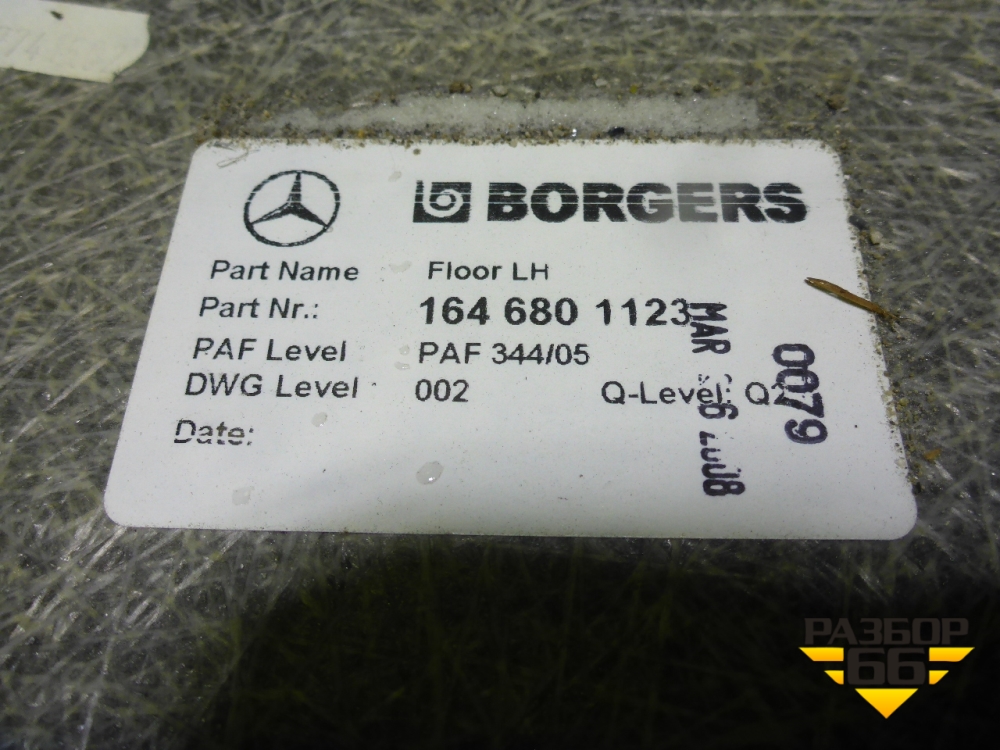 BORGERS
Part Name Floor LH
Part Nr.: 164 680 1123
PAF Level PAF 344/05
DWG Level 002 Q-Level:
Date:
MAR 2008
0079
РАЗБОР
66